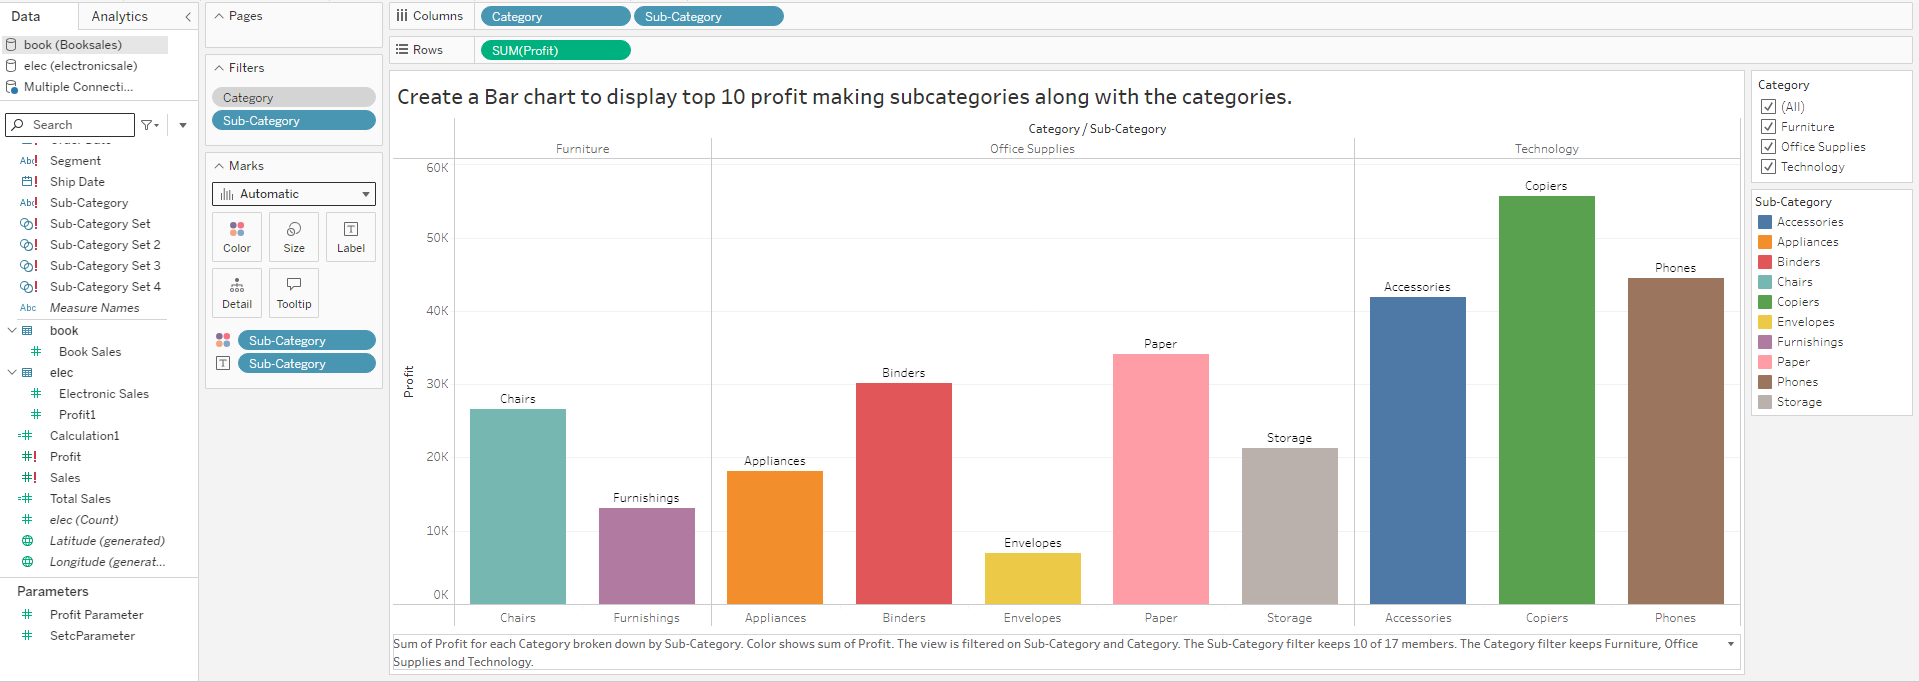 Data
Analytics
book (Booksales)
elec (electronicsale)
Multiple Connecti...
Search
Order Date
Abc! Segment
! Ship Date
Abc! Sub-Category
! Sub-Category Set
! Sub-Category Set 2
! Sub-Category Set 3
! Sub-Category Set 4
Abc Measure Names
book
# Book Sales
elec
# Electronic Sales
# Profit1
=# Calculation1
#! Profit
#! Sales
=# Total Sales
# elec (Count)
Latitude (generated)
Longitude (generat...
Parameters
# Profit Parameter
# SetcParameter
Pages
Filters
Category
Sub-Category
Marks
Automatic
Color Size Label
Detail Tooltip
Sub-Category
T Sub-Category
Columns Category Sub-Category
Rows SUM(Profit)
Create a Bar chart to display top 10 profit making subcategories along with the categories.
Category / Sub-Category
Furniture Office Supplies Technology
60K
50K
40K
30K
20K
10K
0K
Profit
Chairs
Furnishings
Appliances
Binders
Envelopes
Paper
Storage
Accessories
Copiers
Phones
Chairs Furnishings Appliances Binders Envelopes Paper Storage Accessories Copiers Phones
Sum of Profit for each Category broken down by Sub-Category. Color shows sum of Profit. The view is filtered on Sub-Category and Category. The Sub-Category filter keeps 10 of 17 members. The Category filter keeps Furniture, Office
Supplies and Technology.
Category
(All)
Furniture
Office Supplies
Technology
Sub-Category
Accessories
Appliances
Binders
Chairs
Copiers
Envelopes
Furnishings
Paper
Phones
Storage